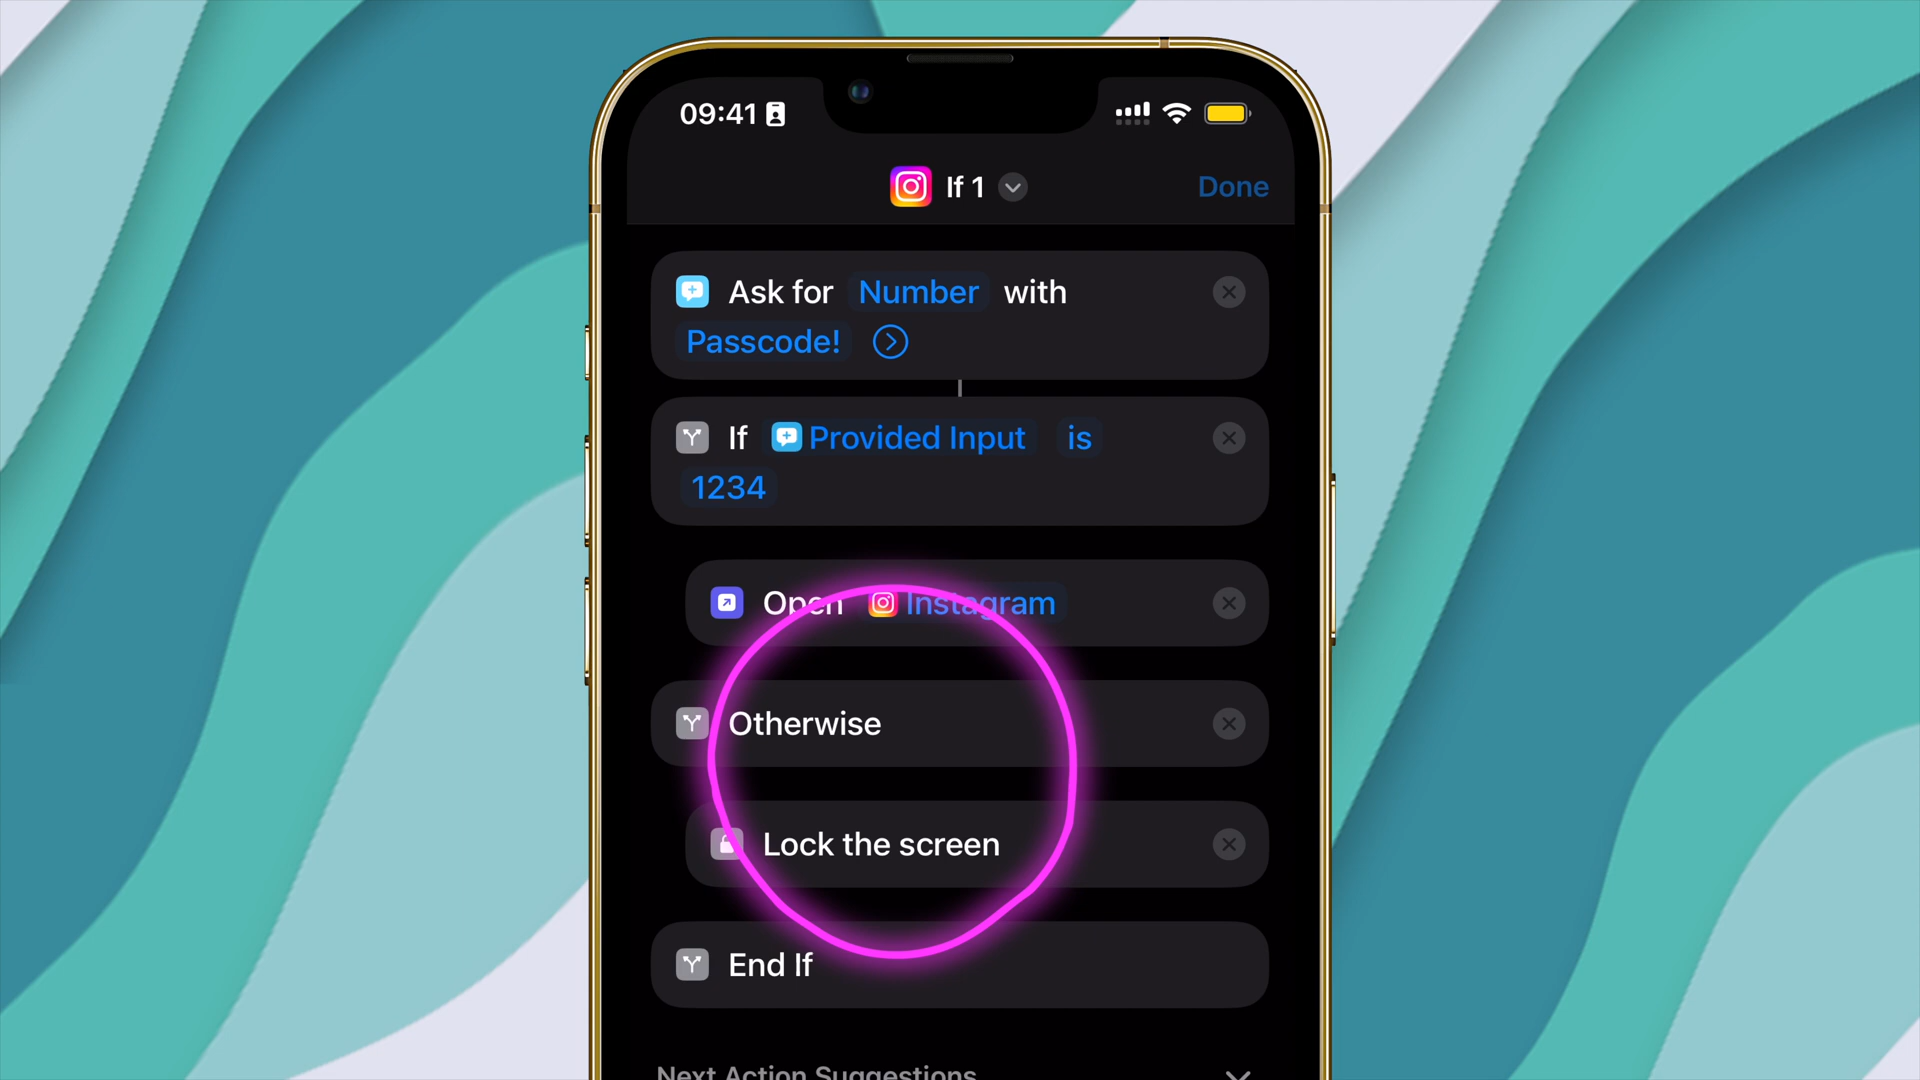 09:41
If 1
Done
Ask for Number with
Passcode!
If Provided Input is
1234
Open Instagram
Otherwise
Lock the screen
End If
Next Action Suggestions